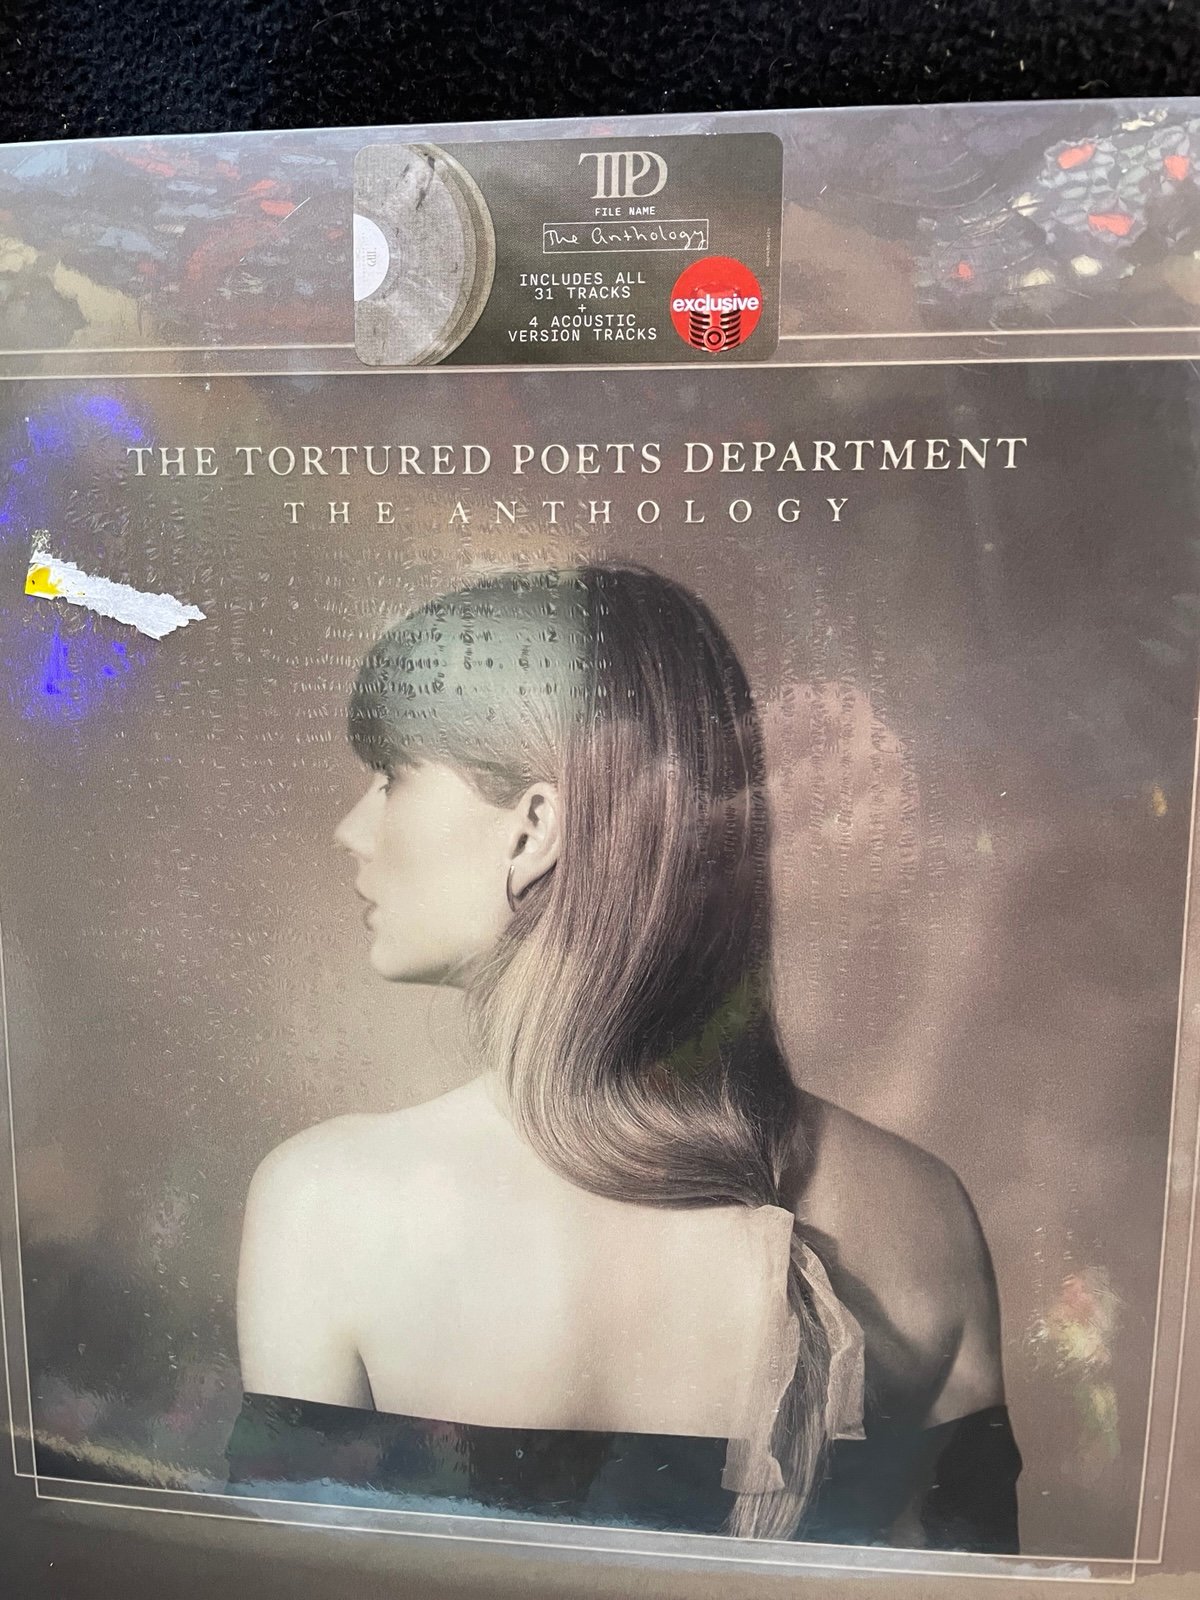 TTPD
FILE NAME
The Anthology
INCLUDES ALL
31 TRACKS
+
4 ACOUSTIC
VERSION TRACKS
exclusive
THE TORTURED POETS DEPARTMENT
THE ANTHOLOGY